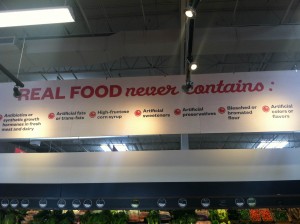 REAL FOOD never contains:
Antibiotics or
synthetic growth
hormones in fresh
meat and dairy
Artificial fats
or trans-fats
High-fructose
corn syrup
Artificial
sweeteners
Artificial
preservatives
Bleached or
bromated
flour
Artificial
colors or
flavors